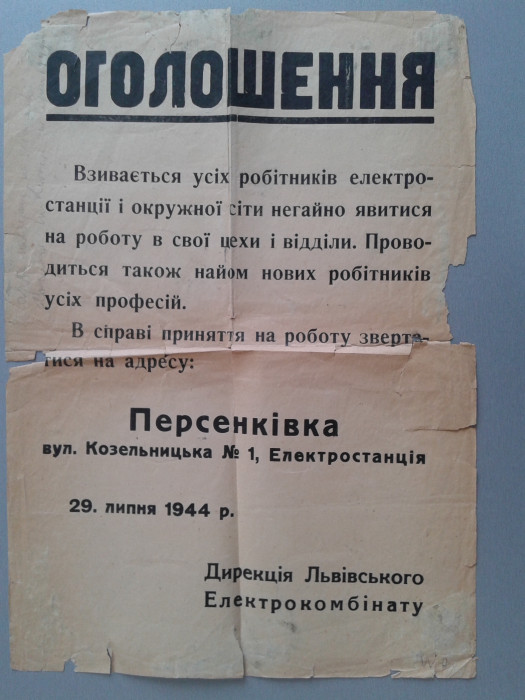 ОГОЛОШЕННЯ
Взивається усіх робітників електро-
станції і окружної сіти негайно явитися
на роботу в свої цехи і відділи. Прово-
диться також найом нових робітників
усіх професій.
В справі приняття на роботу зверта-
тися на адресу:
Персенківка
вул. Козельницька № 1, Електростанція
29. липня 1944 р.
Дирекція Львівського
Електрокомбінату